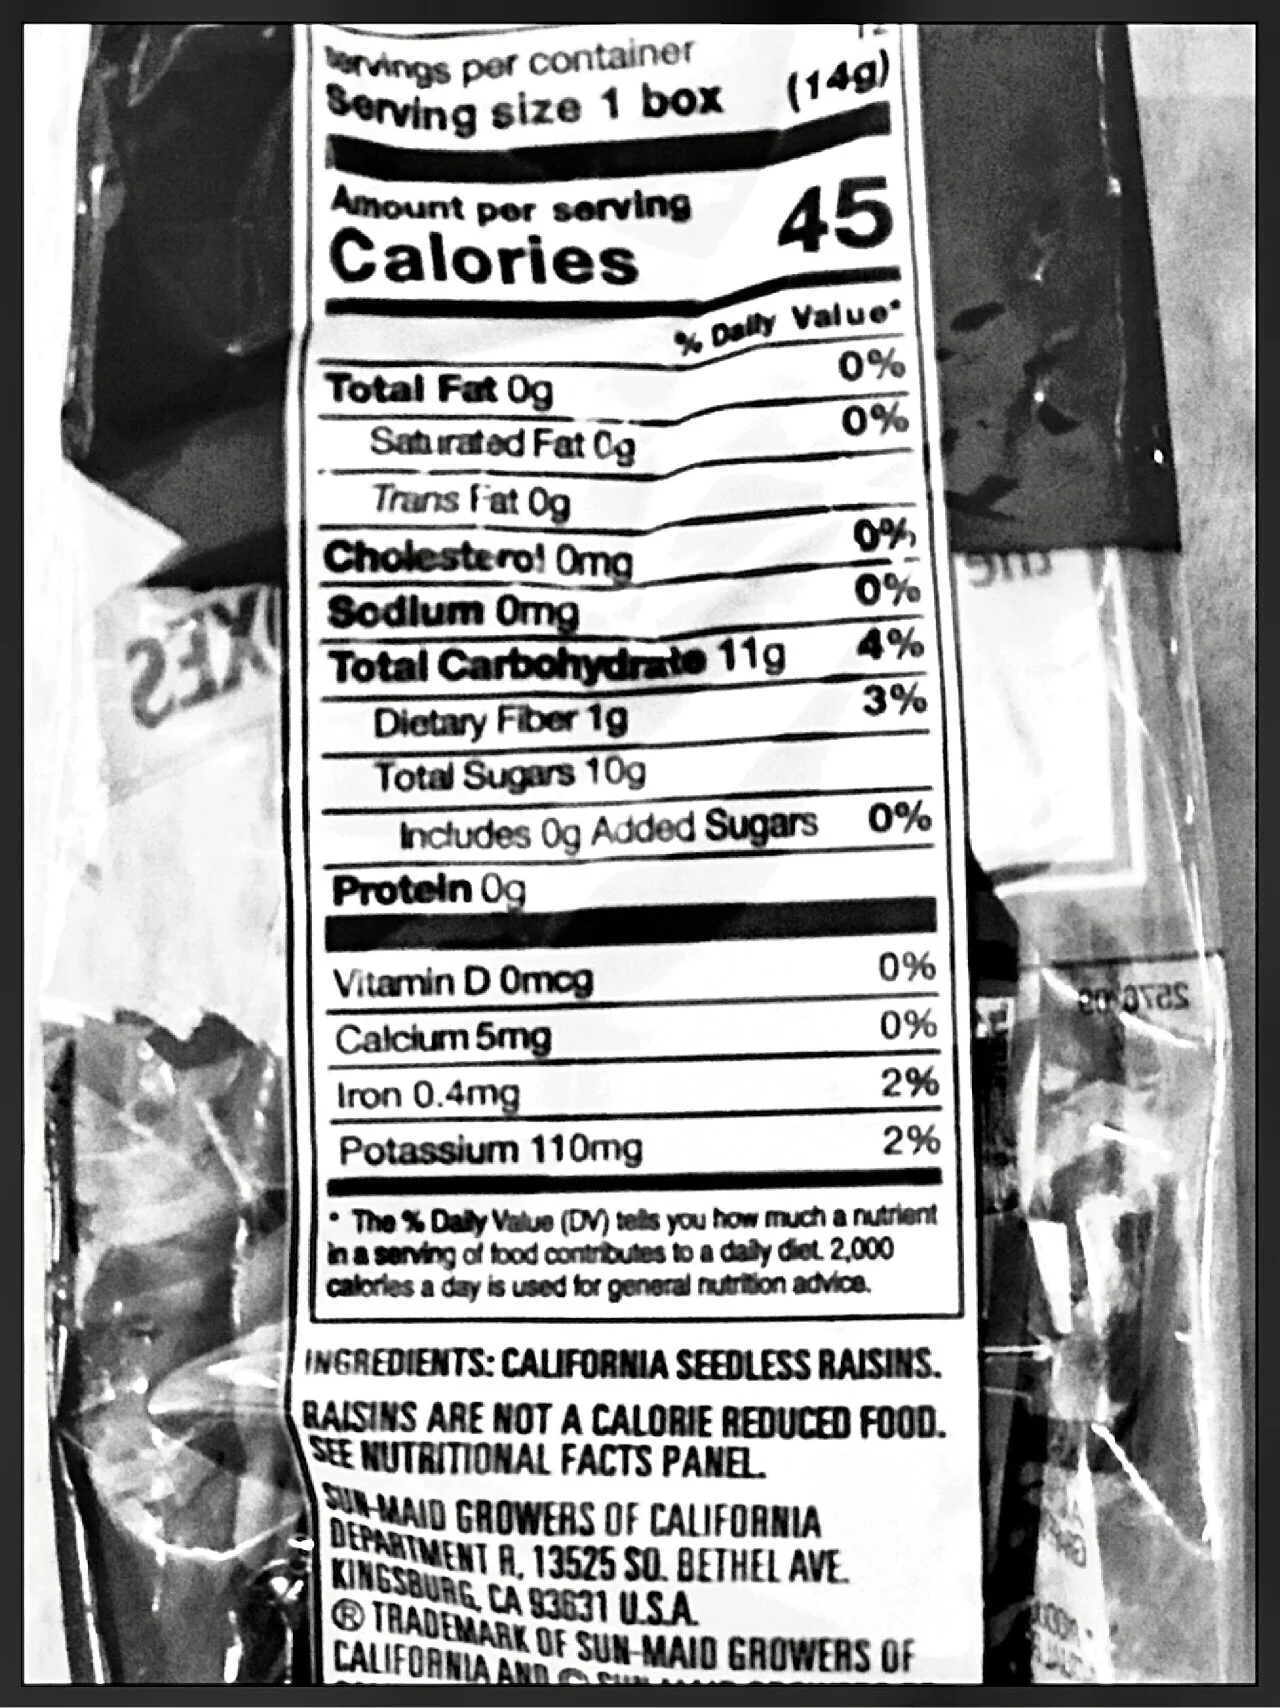 servings per container
Serving size 1 box (14g)
Amount per serving
Calories 45
% Daily Value*
Total Fat 0g 0%
Saturated Fat 0g 0%
Trans Fat 0g
Cholesterol 0mg 0%
Sodium 0mg 0%
Total Carbohydrate 11g 4%
Dietary Fiber 1g 3%
Total Sugars 10g
Includes 0g Added Sugars 0%
Protein 0g
Vitamin D 0mcg 0%
Calcium 5mg 0%
Iron 0.4mg 2%
Potassium 110mg 2%
* The % Daily Value (DV) tells you how much a nutrient
in a serving of food contributes to a daily diet. 2,000
calories a day is used for general nutrition advice.
INGREDIENTS: CALIFORNIA SEEDLESS RAISINS.
RAISINS ARE NOT A CALORIE REDUCED FOOD.
SEE NUTRITIONAL FACTS PANEL.
SUN-MAID GROWERS OF CALIFORNIA
DEPARTMENT R, 13525 SO. BETHEL AVE.
KINGSBURG, CA 93631 U.S.A.
® TRADEMARK OF SUN-MAID GROWERS OF
CALIFORNIA AND ©